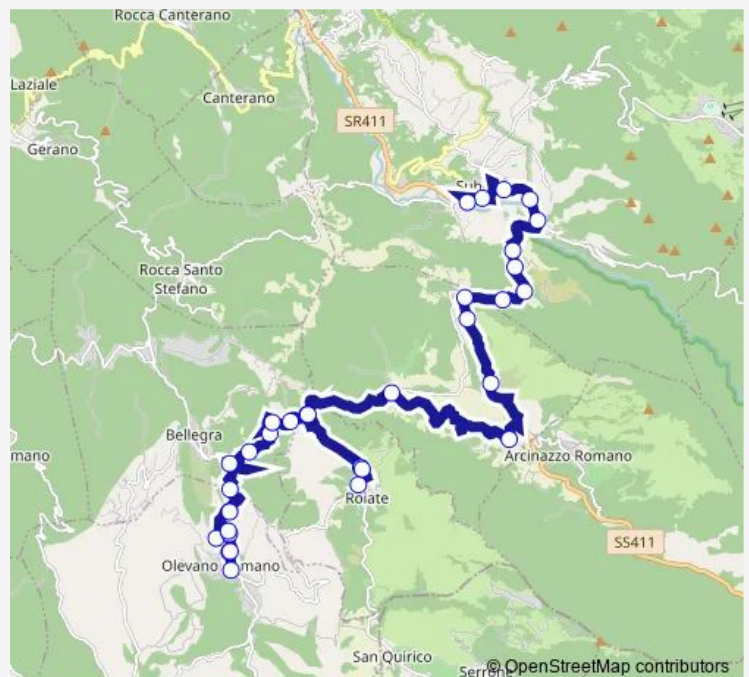 Rocca Canterano
Laziale
Canterano
SR411
Gerano
Rocca Santo
Stefano
Bellegra
mano
Arcinazzo Romano
Roiate
SS411
Olevano
mano
San Quirico
© OpenStreetMap contributors